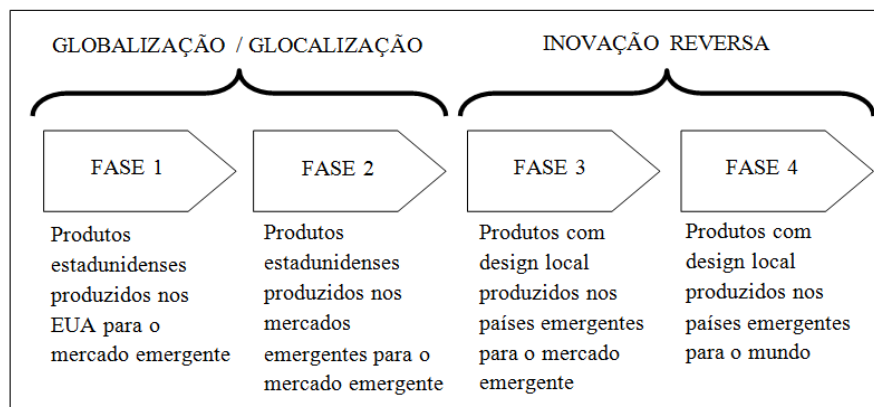 GLOBALIZAÇÃO / GLOCALIZAÇÃO
INOVAÇÃO REVERSA
FASE 1
FASE 2
FASE 3
FASE 4
Produtos
estadunidenses
produzidos nos
EUA para o
mercado emergente
Produtos
estadunidenses
produzidos nos
mercados
emergentes para o
mercado emergente
Produtos com
design local
produzidos nos
países emergentes
para o mercado
emergente
Produtos com
design local
produzidos nos
países emergentes
para o mundo